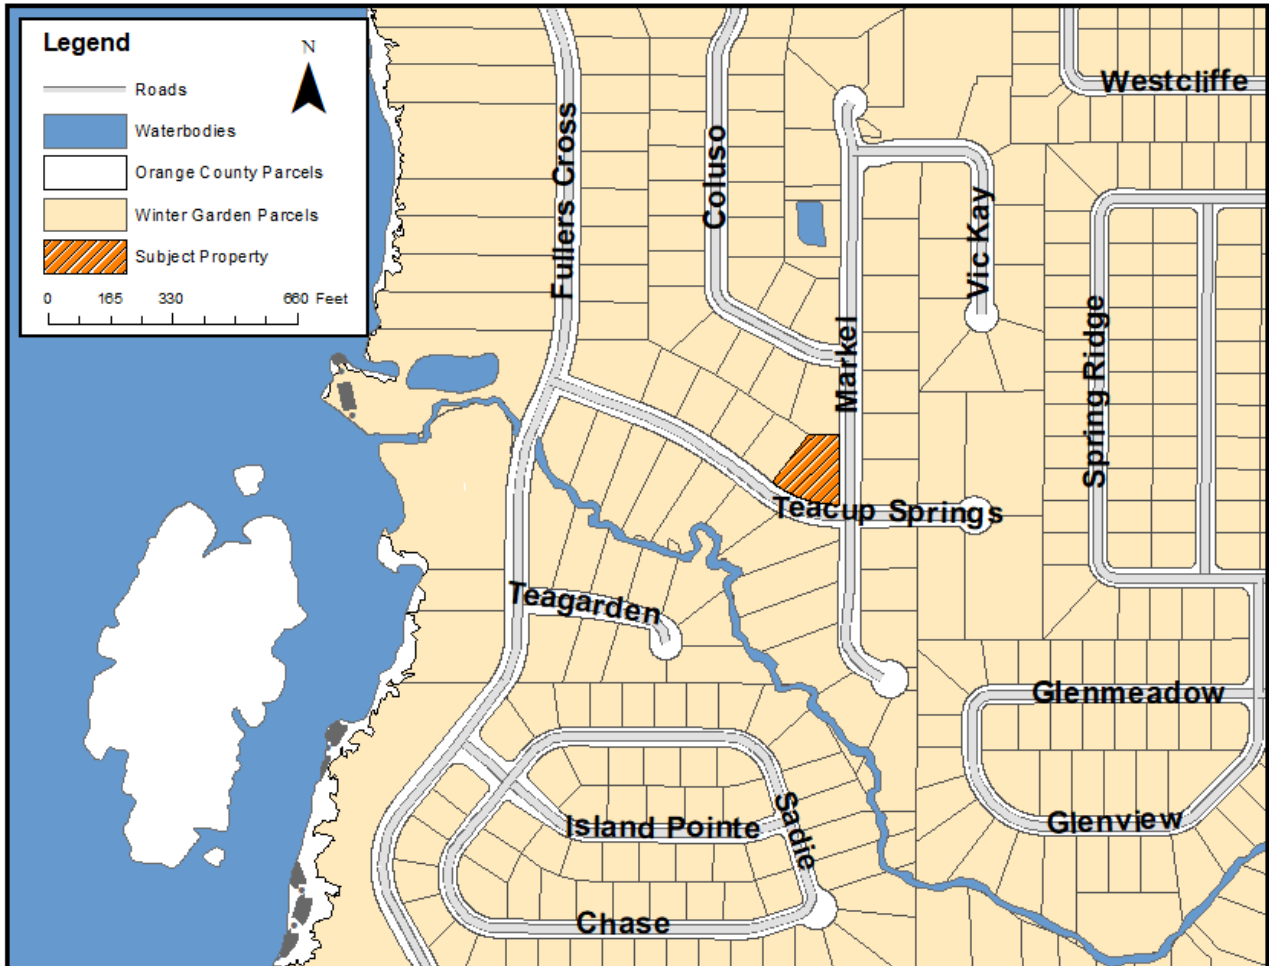 Legend
N
Roads
Waterbodies
Orange County Parcels
Winter Garden Parcels
Subject Property
0 165 330 660 Feet
Westcliffe
Fullers Cross
Coluso
Vic Kay
Markel
Spring Ridge
Teacup Springs
Teagarden
Glenmeadow
Island Pointe
Sadie
Glenview
Chase